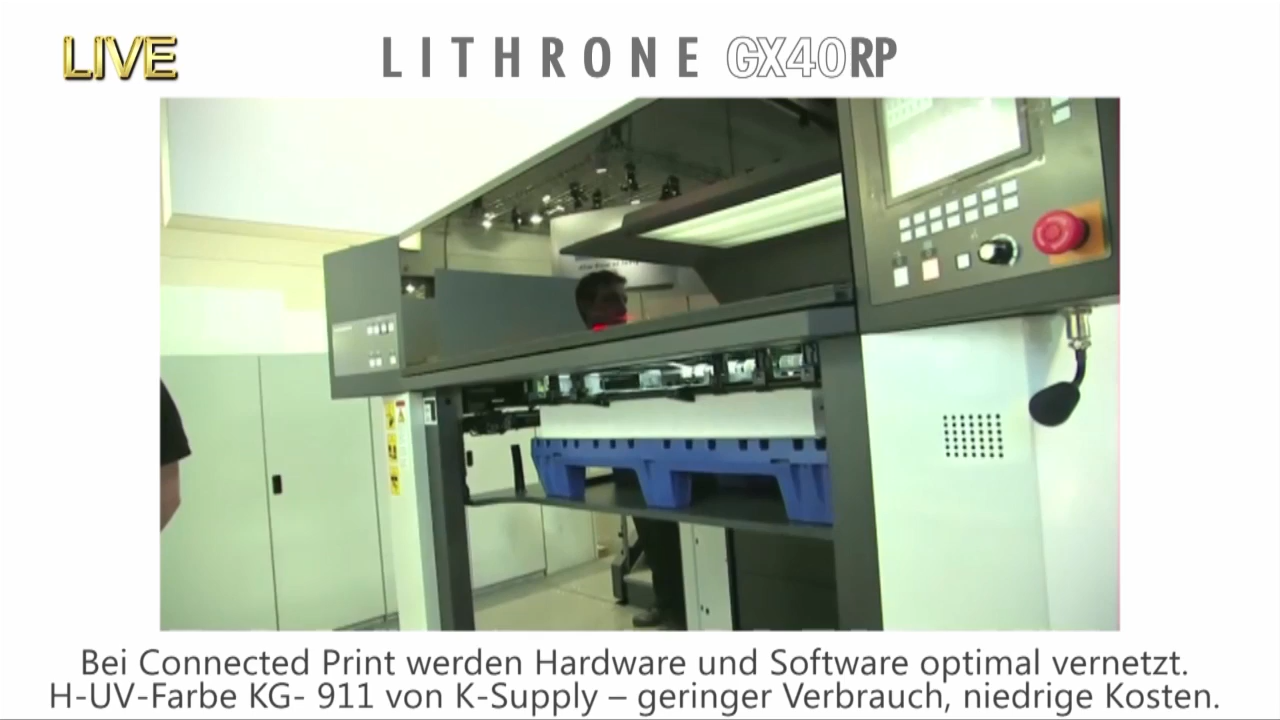 LIVE
LITHRONE GX40RP
Bei Connected Print werden Hardware und Software optimal vernetzt.
H-UV-Farbe KG- 911 von K-Supply – geringer Verbrauch, niedrige Kosten.